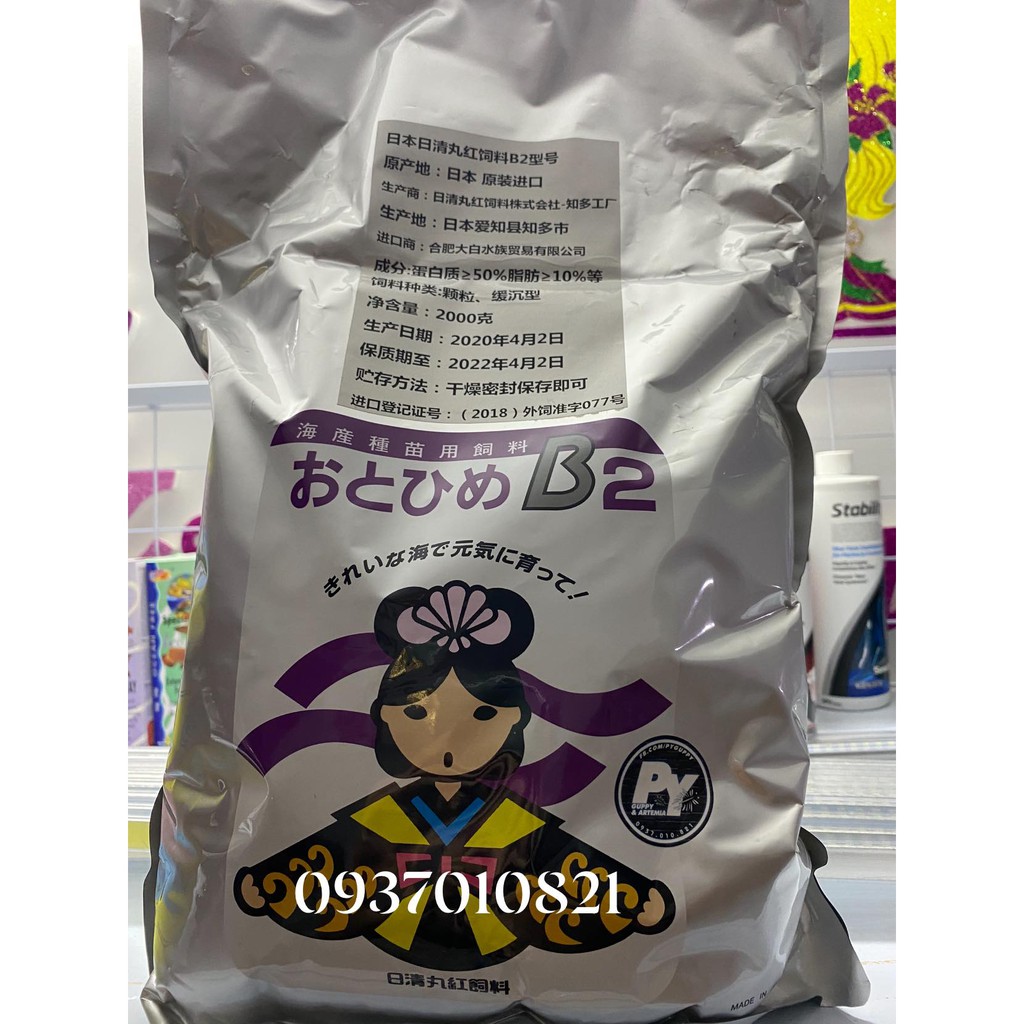 日本日清丸红饲料B2型号
原产地：日本 原装进口
生产商：日清丸红饲料株式会社-知多工厂
生产地：日本爱知县知多市
进口商：合肥大白水族贸易有限公司
成分:蛋白质≥50%脂肪≥10%等
饲料种类:颗粒、缓沉型
净含量：2000克
生产日期：2020年4月2日
保质期至：2022年4月2日
贮存方法：干燥密封保存即可
进口登记证号：（2018）外饲准字077号
海産種苗用飼料
おとひめ B2
きれいな海で元気に育って！
Stabili
FB.COM/PYGUPPY
PY
GUPPY
& ARTEMIA
0937.010.821
0937010821
日清丸紅飼料
MADE IN